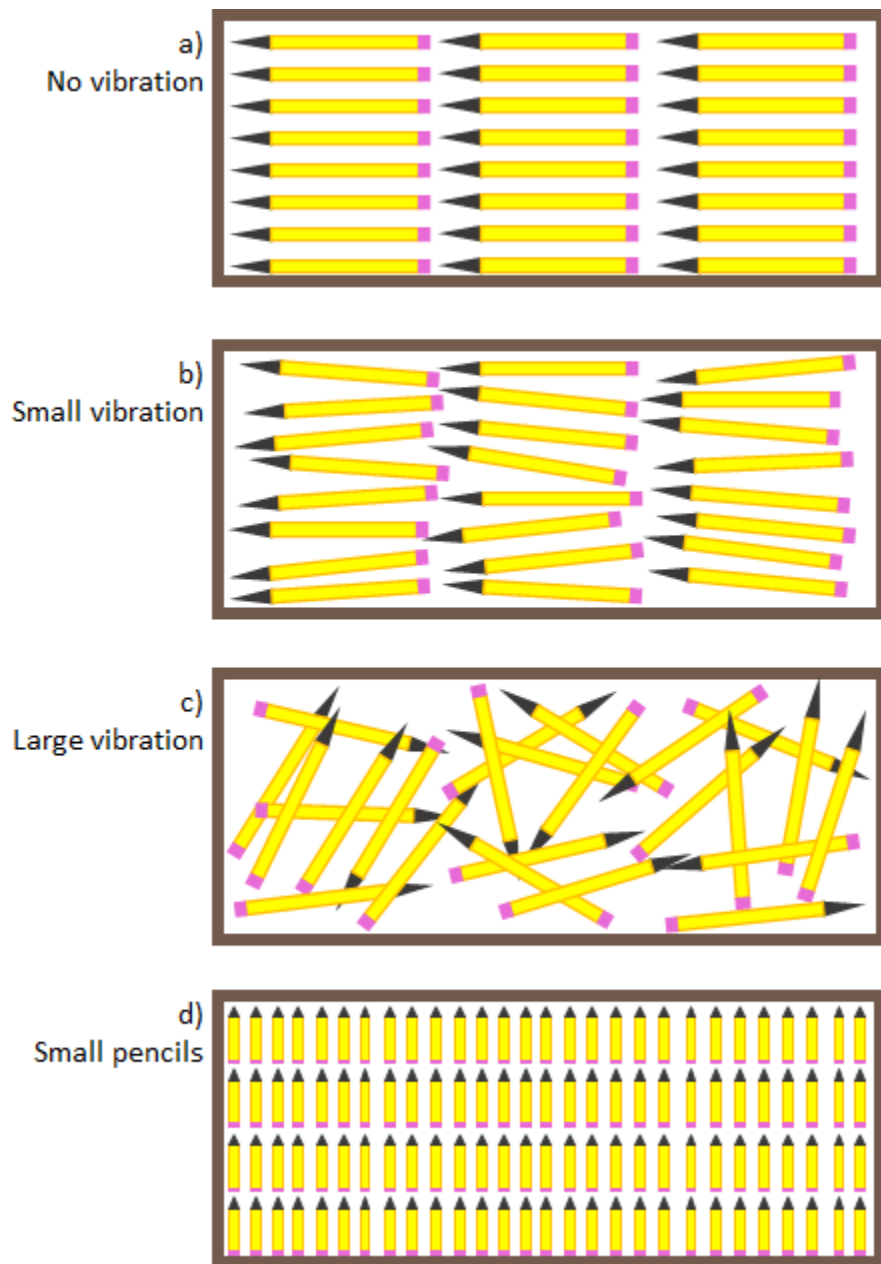 a)
No vibration
b)
Small vibration
c)
Large vibration
d)
Small pencils